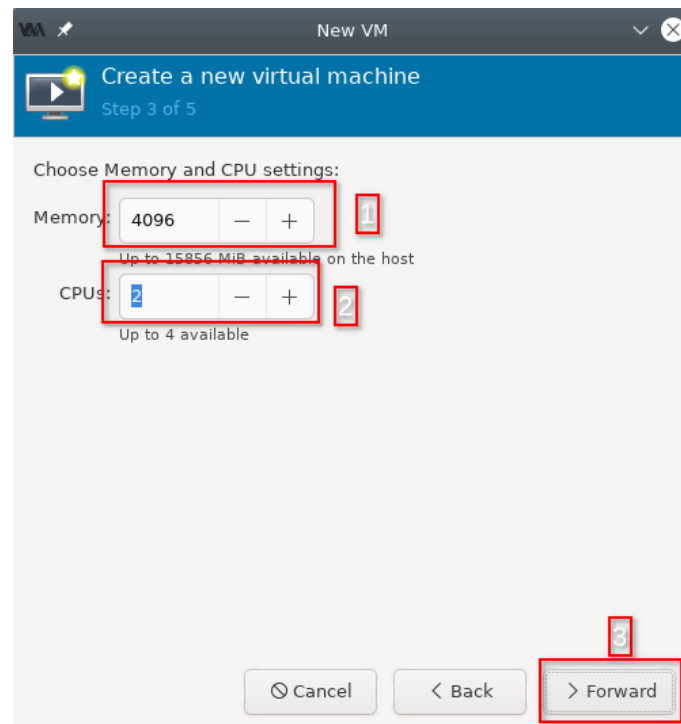 New VM
Create a new virtual machine
Step 3 of 5
Choose Memory and CPU settings:
Memory: 4096 − + 1
Up to 15856 MiB available on the host
CPUs: 2 − + 2
Up to 4 available
3
Cancel < Back > Forward